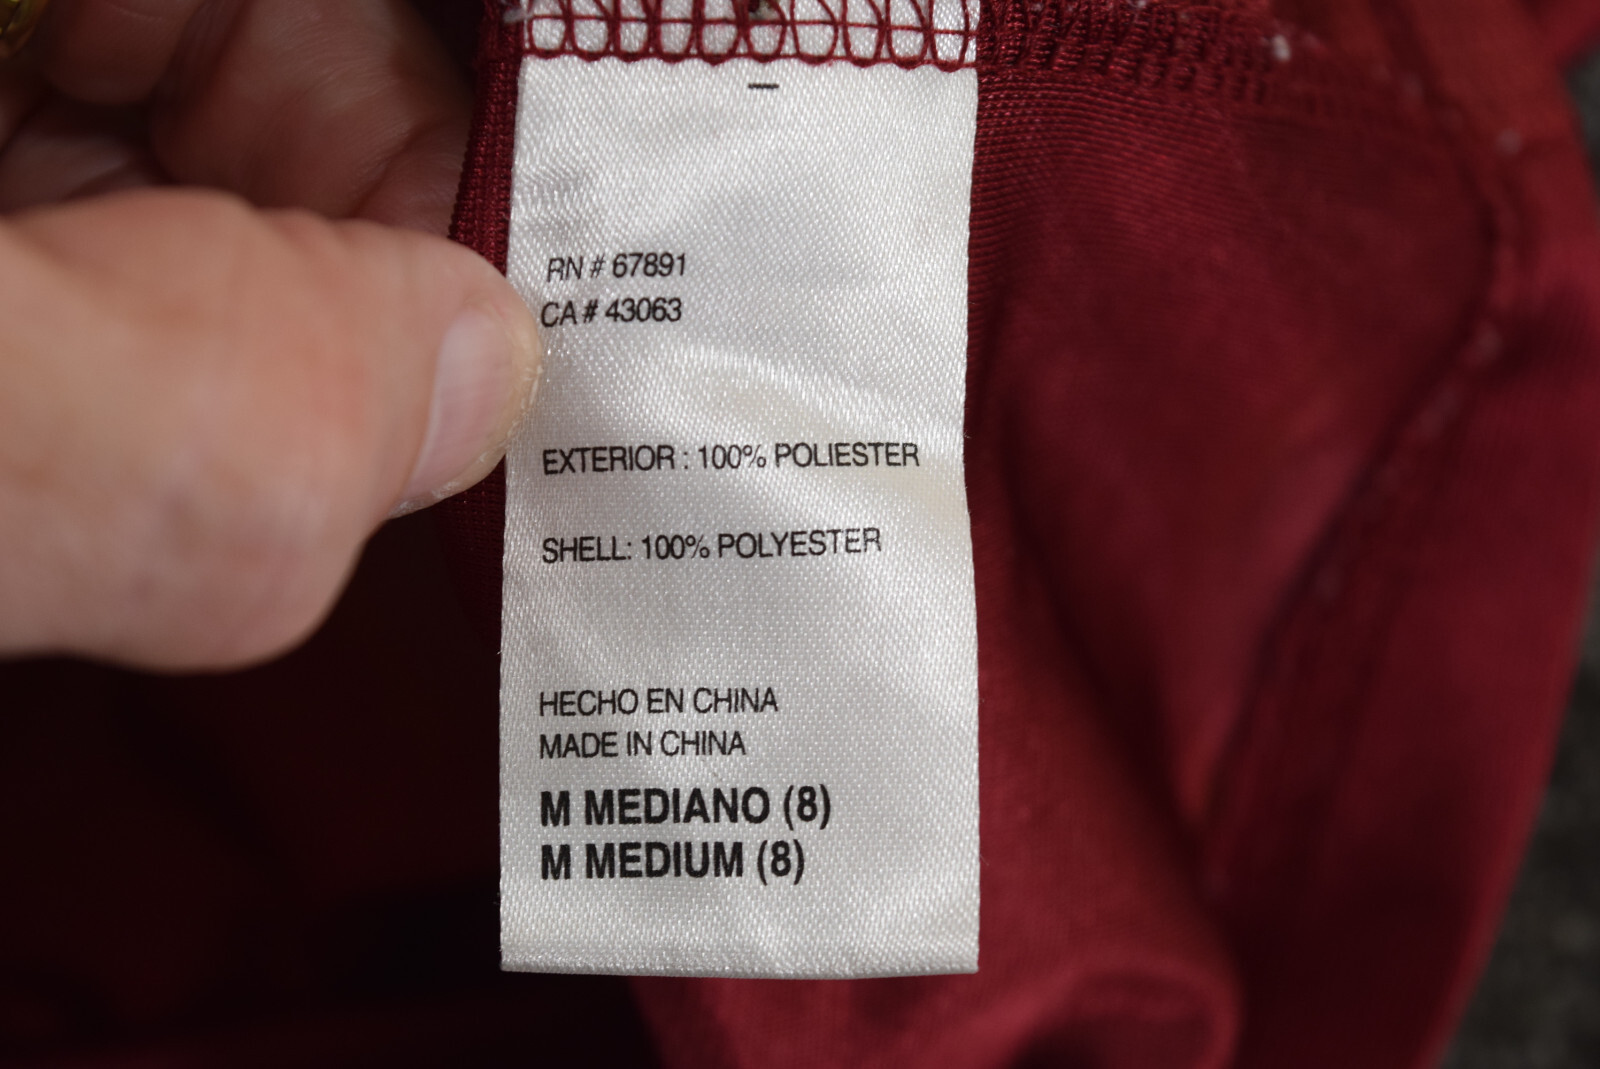 RN # 67891
CA # 43063
EXTERIOR : 100% POLIESTER
SHELL: 100% POLYESTER
HECHO EN CHINA
MADE IN CHINA
M MEDIANO (8)
M MEDIUM (8)